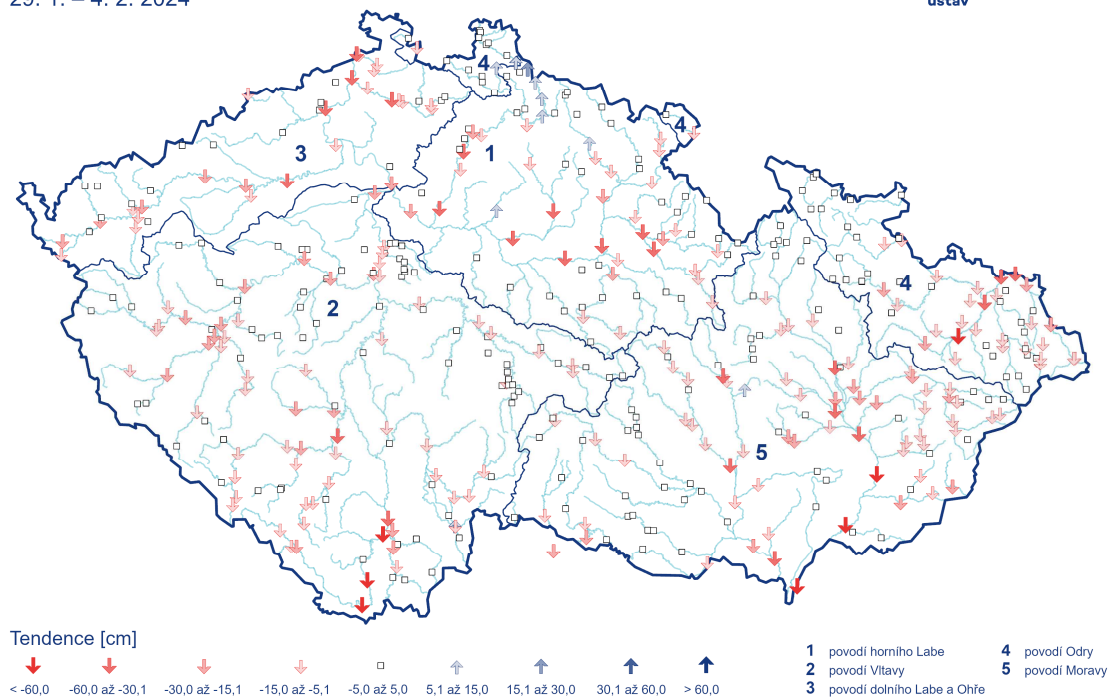 29. 1. – 4. 2. 2024
ústav
4
4
3
1
4
2
5
Tendence [cm]
< -60,0 -60,0 až -30,1 -30,0 až -15,1 -15,0 až -5,1 -5,0 až 5,0 5,1 až 15,0 15,1 až 30,0 30,1 až 60,0 > 60,0
1 povodí horního Labe
2 povodí Vltavy
3 povodí dolního Labe a Ohře
4 povodí Odry
5 povodí Moravy